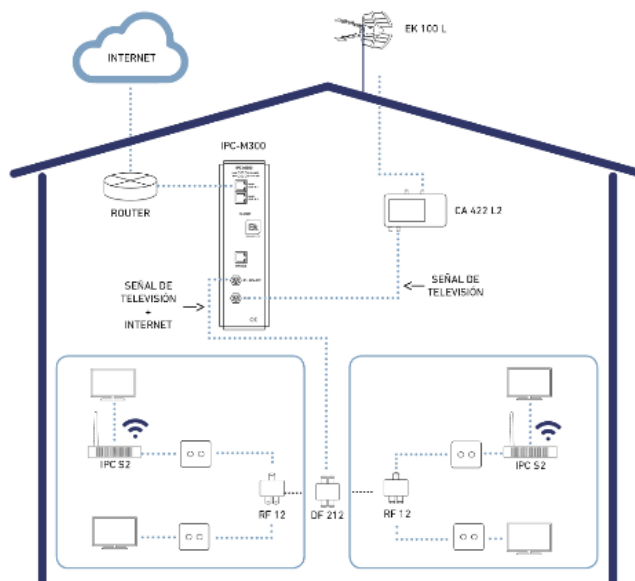 INTERNET
EK 100 L
IPC-M300
ROUTER
CA 422 L2
SEÑAL DE
TELEVISIÓN
+
INTERNET
SEÑAL DE
TELEVISIÓN
IPC S2
IPC S2
RF 12
DF 212
RF 12